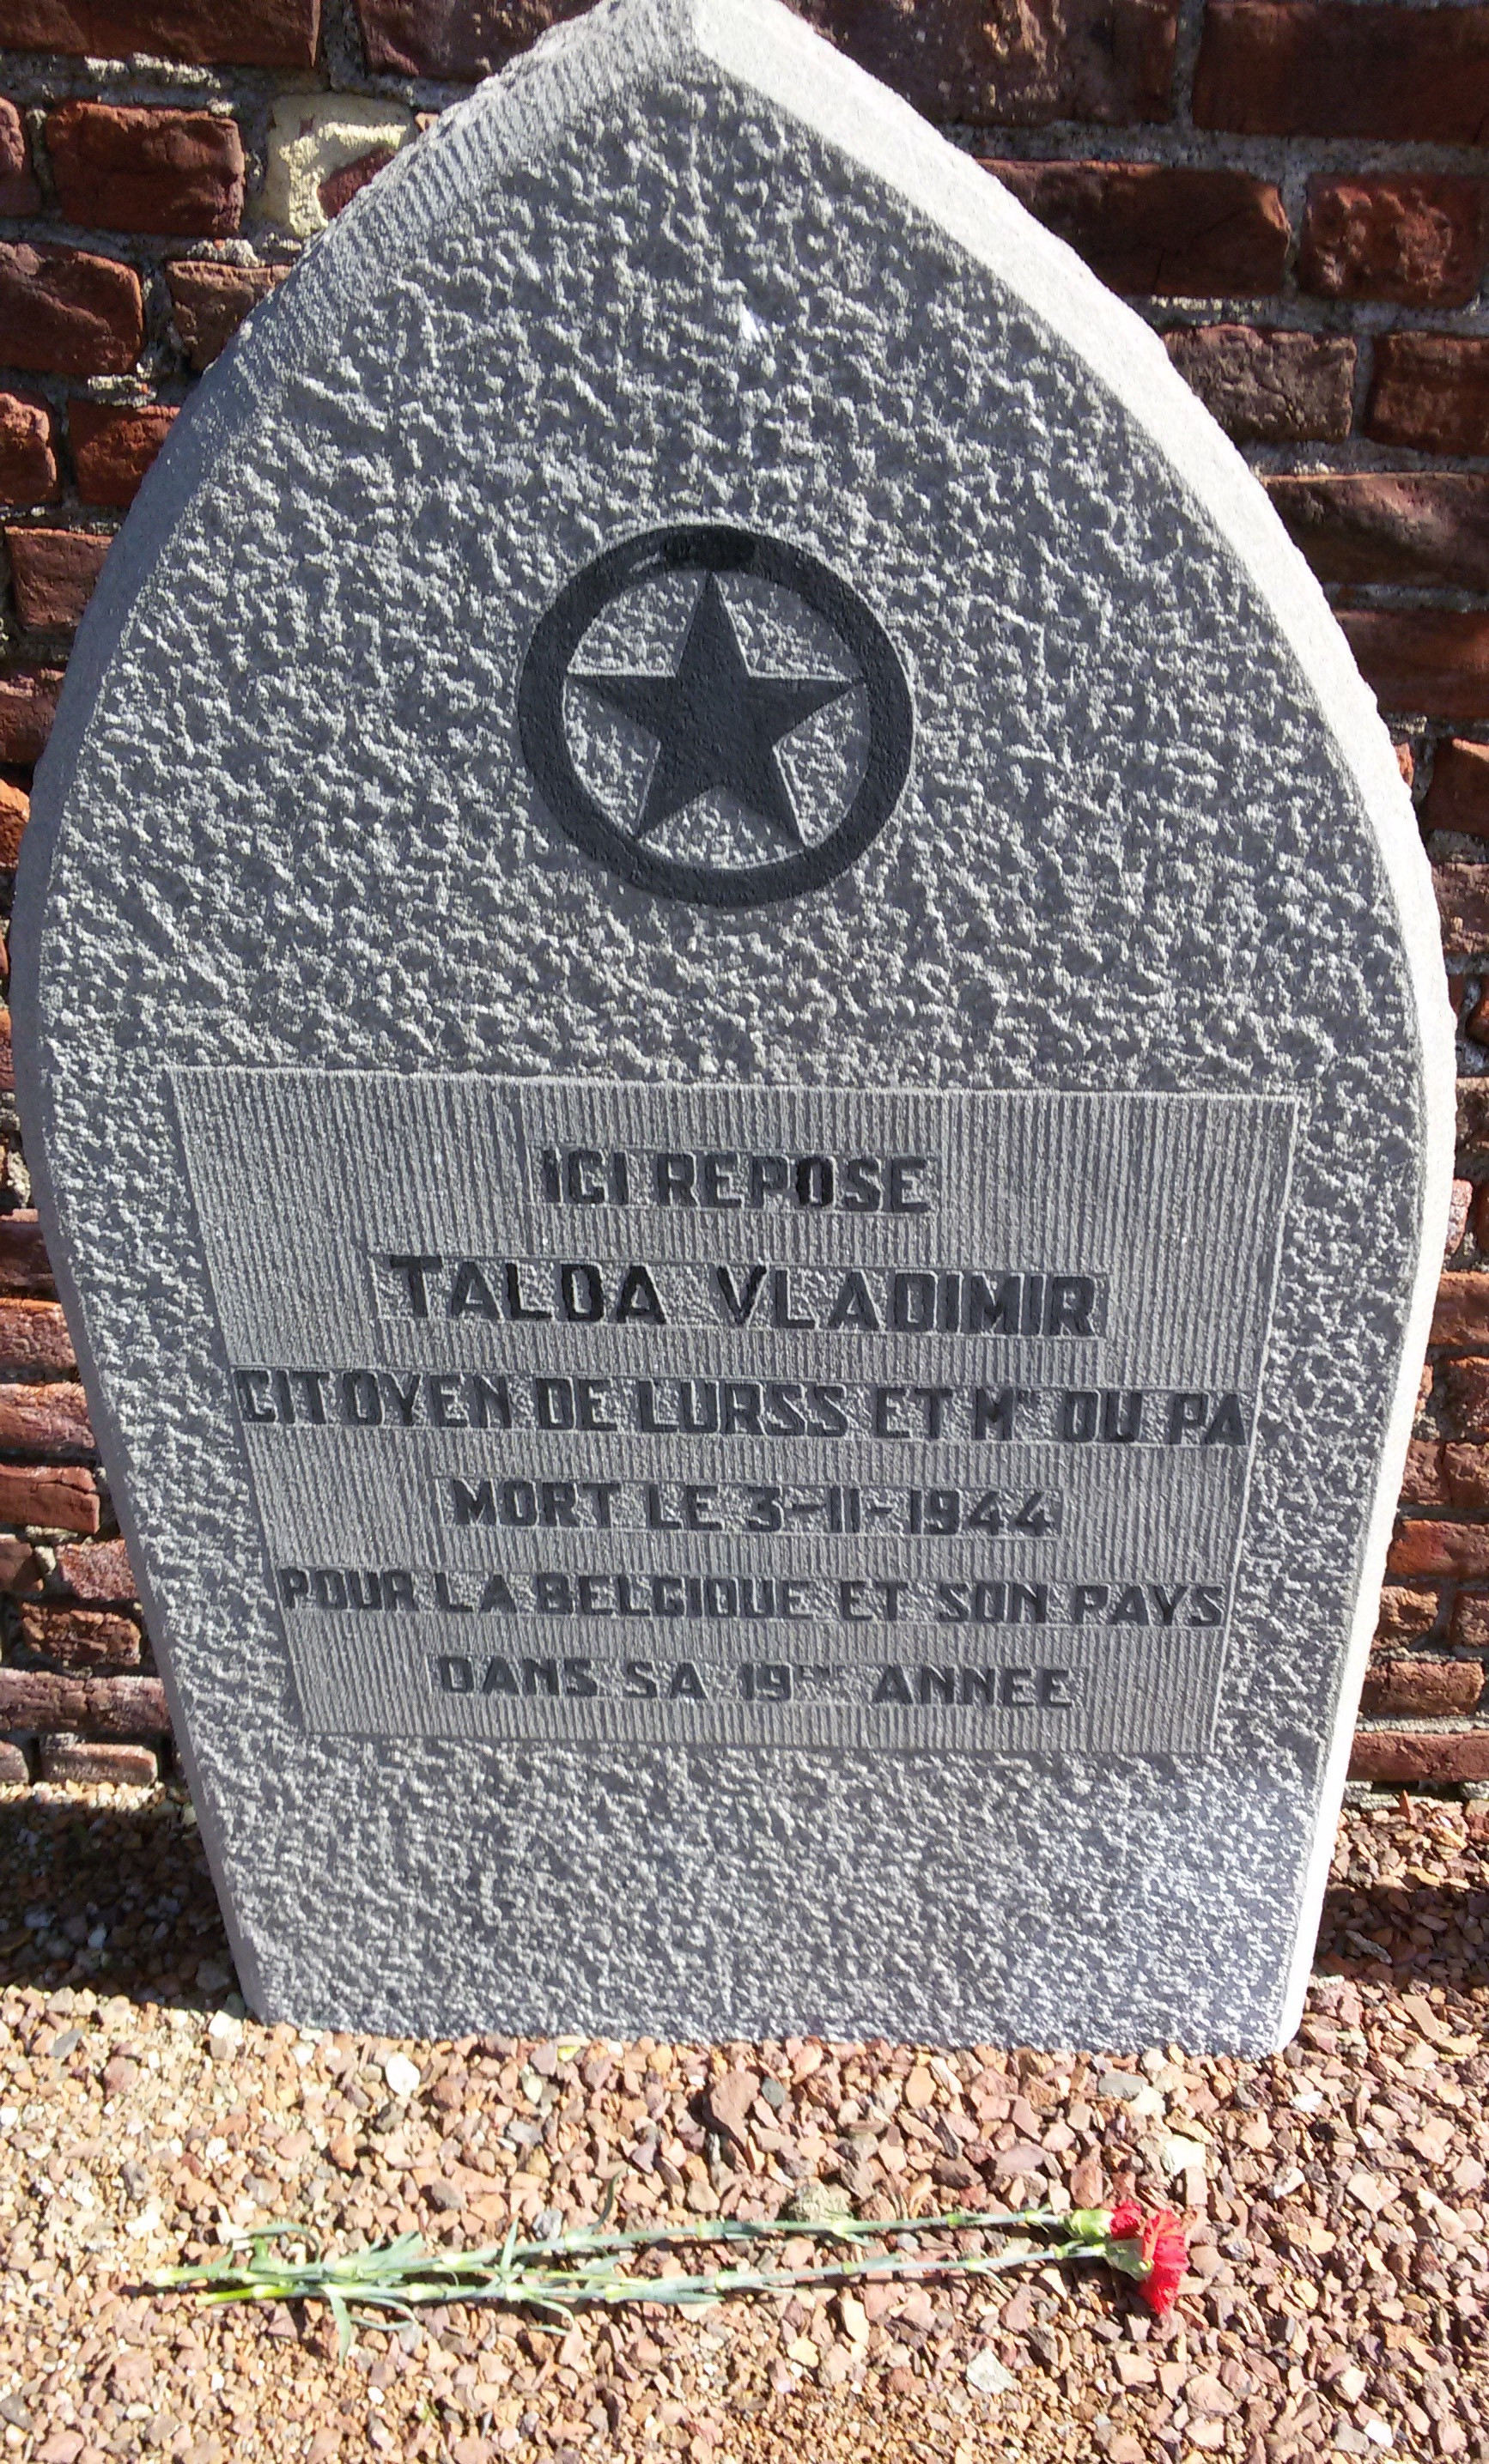 ICI REPOSE
TALDA VLADIMIR
CITOYEN DE LURSS ET MR DU PA
MORT LE 3-11-1944
POUR LA BELGIQUE ET SON PAYS
DANS SA 19EME ANNEE